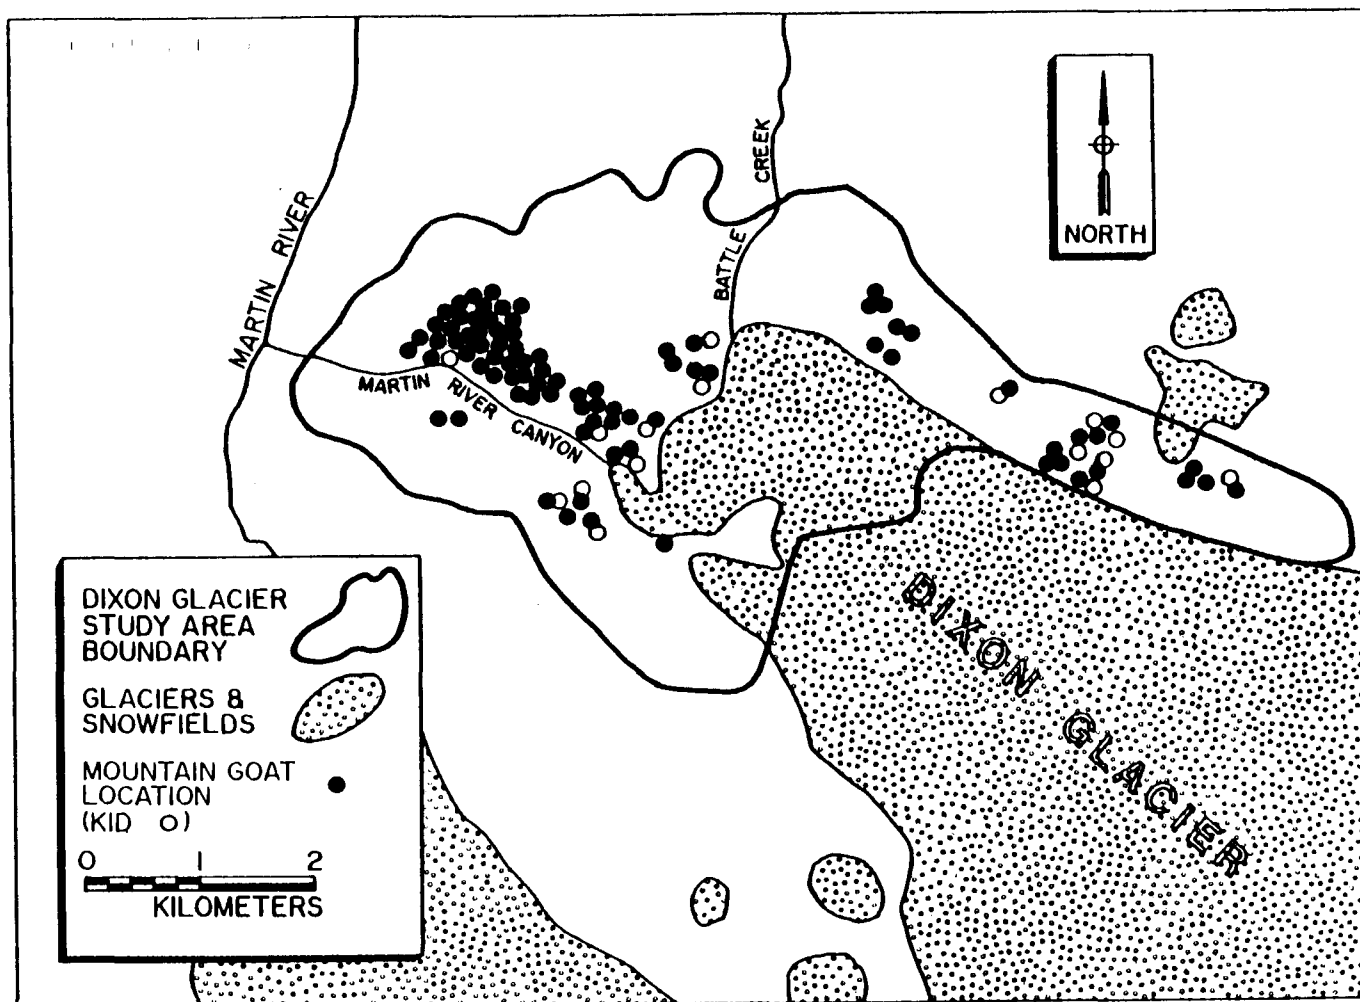 MARTIN RIVER
BATTLE CREEK
NORTH
MARTIN RIVER CANYON
DIXON GLACIER
DIXON GLACIER
STUDY AREA
BOUNDARY
GLACIERS &
SNOWFIELDS
MOUNTAIN GOAT
LOCATION
(KID O)
0 1 2
KILOMETERS